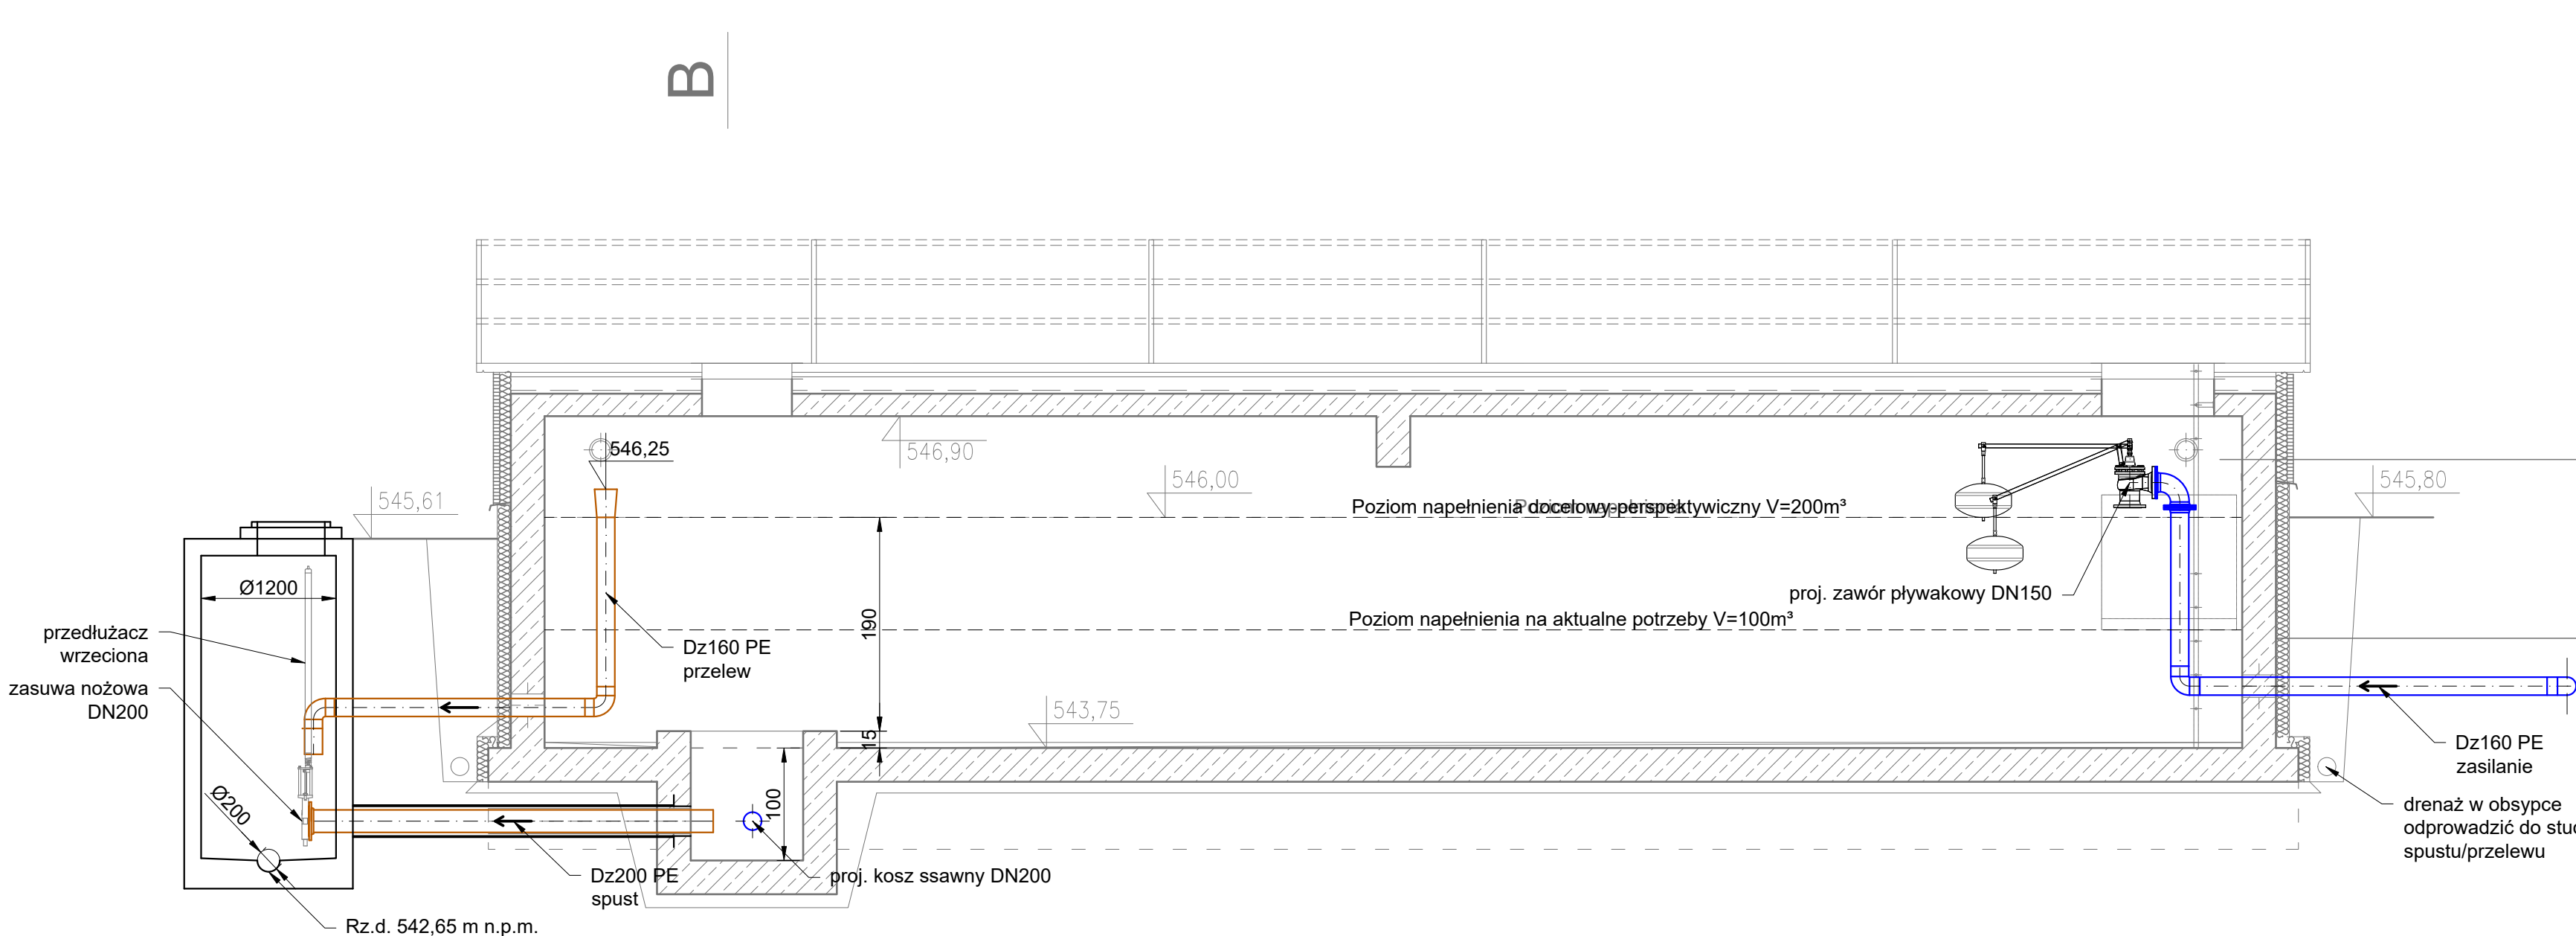 B
546,25
546,90
546,00
545,61
545,80
Poziom napełnienia docelowy-perspektywiczny V=200m³
Ø1200
proj. zawór pływakowy DN150
190
Poziom napełnienia na aktualne potrzeby V=100m³
przedłużacz
wrzeciona
Dz160 PE
przelew
zasuwa nożowa
DN200
543,75
15
Dz160 PE
zasilanie
Ø200
100
drenaż w obsypce
odprowadzić do
spustu/przelewu
Dz200 PE
spust
proj. kosz ssawny DN200
Rz.d. 542,65 m n.p.m.